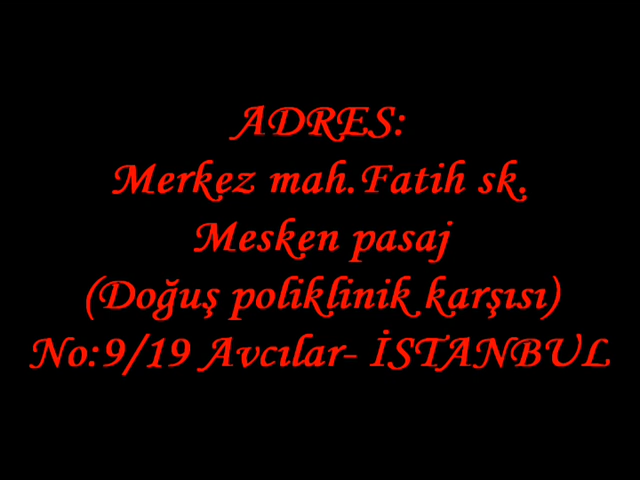 ADRES:
Merkez mah.Fatih sk.
Mesken pasaj
(Doğuş poliklinik karşısı)
No:9/19 Avcılar- İSTANBUL